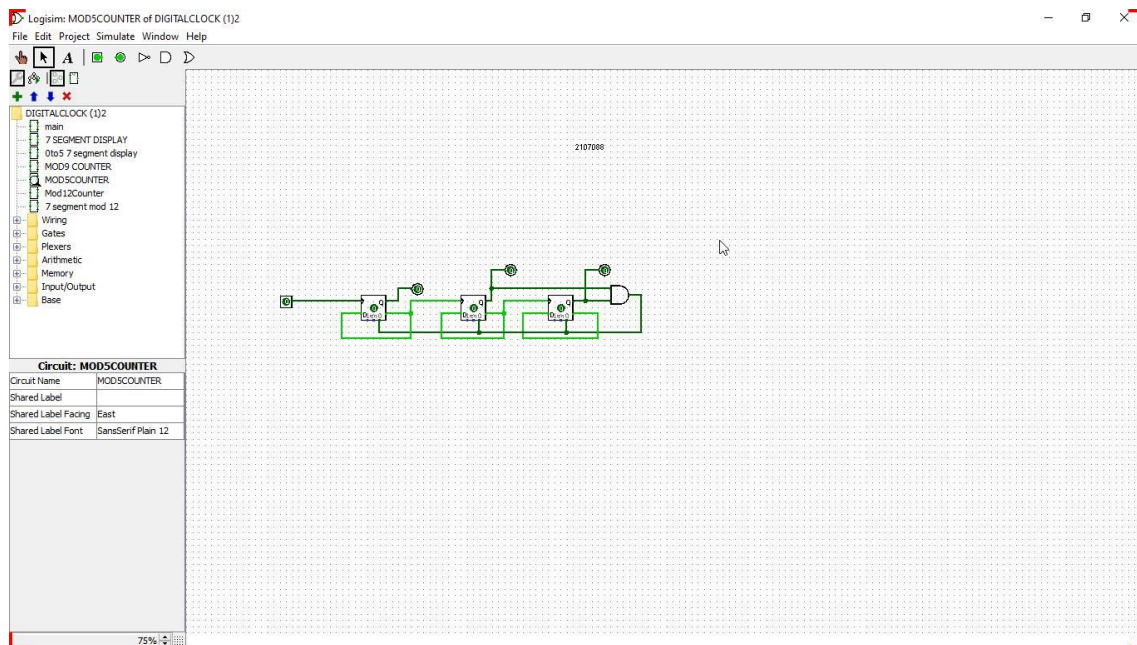 Logisim: MOD5COUNTER of DIGITALCLOCK (1)2
File Edit Project Simulate Window Help
A
DIGITALCLOCK (1)2
main
7 SEGMENT DISPLAY
0to5 7 segment display
MOD9 COUNTER
MOD5COUNTER
Mod12Counter
7 segment mod 12
Wiring
Gates
Plexers
Arithmetic
Memory
Input/Output
Base
Circuit: MOD5COUNTER
Circuit Name MOD5COUNTER
Shared Label
Shared Label Facing East
Shared Label Font SansSerif Plain 12
75%
2107088
Q Q Q
D D D